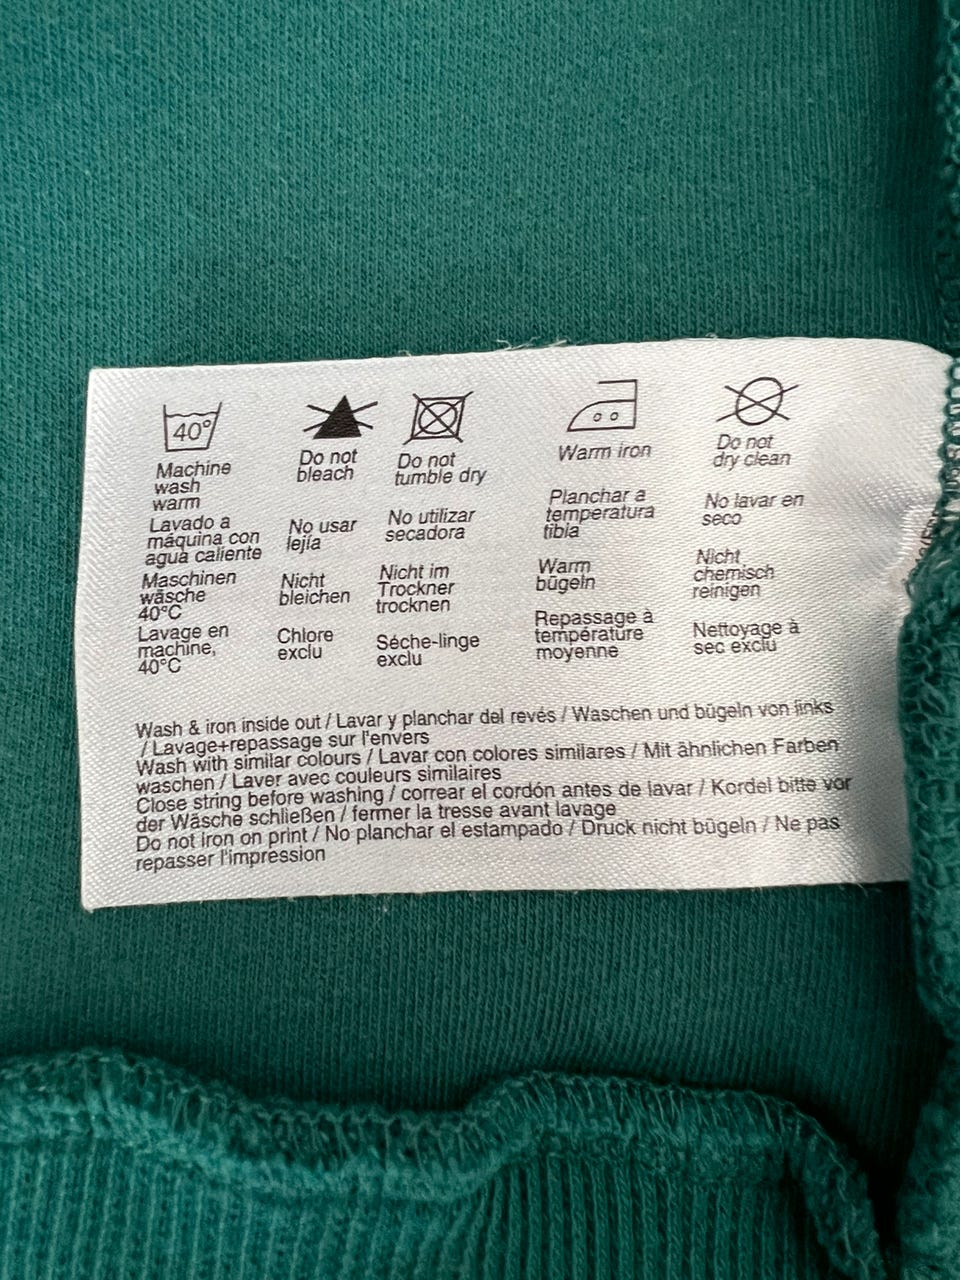 40°
Machine
wash
warm
Lavado a
máquina con
agua caliente
Maschinen
wäsche
40°C
Lavage en
machine,
40°C
Do not
bleach
No usar
lejía
Nicht
bleichen
Chlore
exclu
Do not
tumble dry
No utilizar
secadora
Nicht im
Trockner
trocknen
Séche-linge
exclu
Warm iron
Planchar a
temperatura
tibia
Warm
bügeln
Repassage à
température
moyenne
Do not
dry clean
No lavar en
seco
Nicht
chemisch
reinigen
Nettoyage à
sec exclu
Wash & iron inside out / Lavar y planchar del revés / Waschen und bügeln von links
/ Lavage+repassage sur l'envers
Wash with similar colours / Lavar con colores similares / Mit ähnlichen Farben
waschen / Laver avec couleurs similaires
Close string before washing / correar el cordón antes de lavar / Kordel bitte vor
der Wäsche schließen / fermer la tresse avant lavage
Do not iron on print / No planchar el estampado / Druck nicht bügeln / Ne pas
repasser l'impression